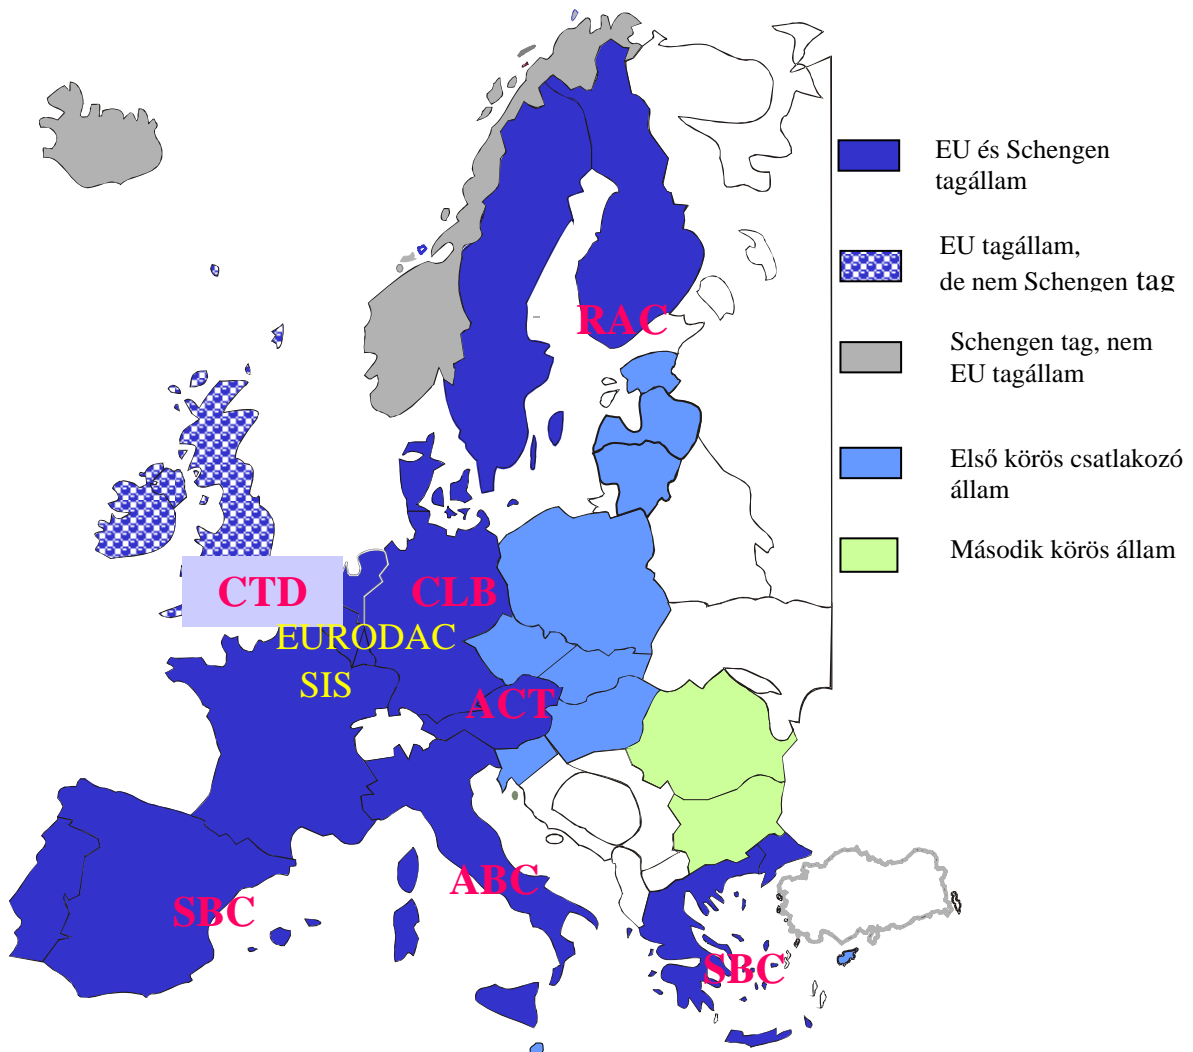 EU és Schengen
tagállam
EU tagállam,
de nem Schengen tag
Schengen tag, nem
EU tagállam
Első körös csatlakozó
állam
Második körös állam
RAC
CTD
CLB
EURODAC
SIS
ACT
ABC
SBC
SBC